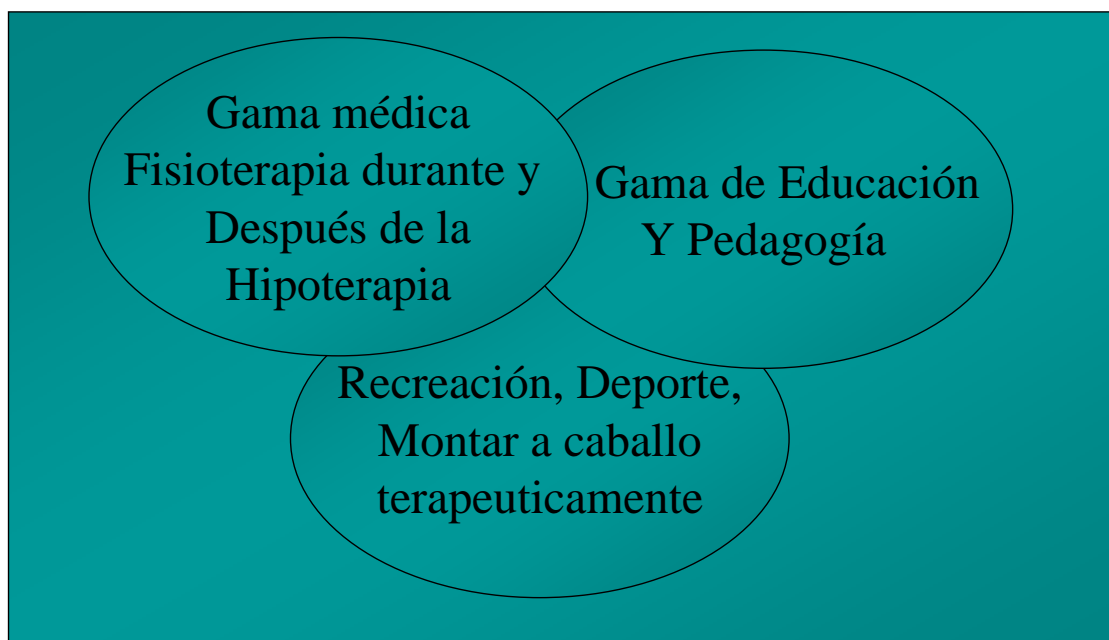 Gama médica
Fisioterapia durante y
Después de la
Hipoterapia
Gama de Educación
Y Pedagogía
Recreación, Deporte,
Montar a caballo
terapeuticamente